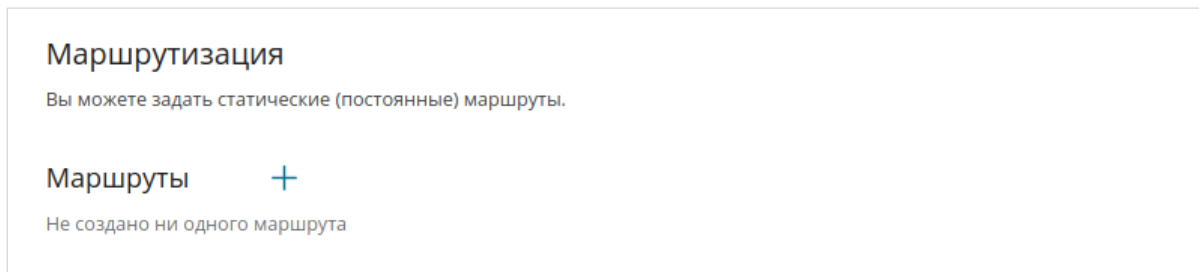 Маршрутизация
Вы можете задать статические (постоянные) маршруты.
Маршруты
Не создано ни одного маршрута